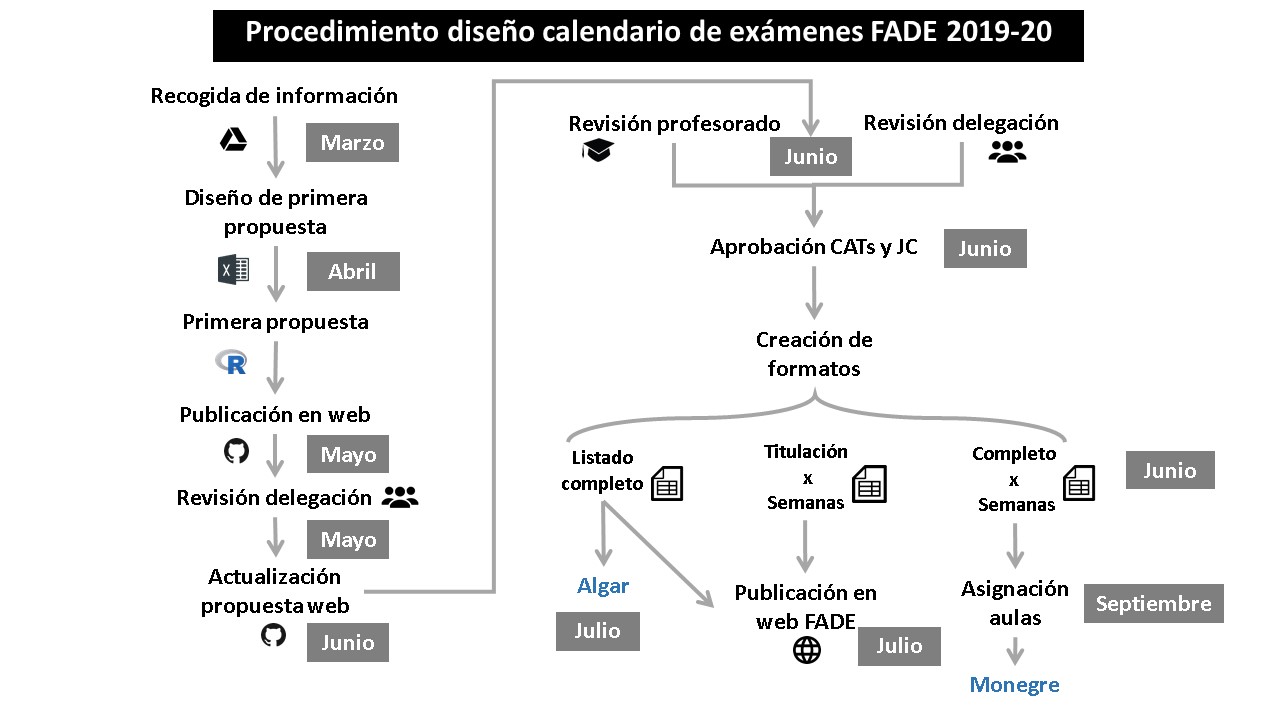 Procedimiento diseño calendario de exámenes FADE 2019-20
Recogida de información
Marzo
Diseño de primera
propuesta
Abril
Primera propuesta
R
Publicación en web
Mayo
Revisión delegación
Mayo
Actualización
propuesta web
Junio
Revisión profesorado
Revisión delegación
Junio
Aprobación CATs y JC
Junio
Creación de
formatos
Listado
completo
Titulación
x
Semanas
Completo
x
Semanas
Junio
Algar
Julio
Publicación en
web FADE
Julio
Asignación
aulas
Septiembre
Monegre